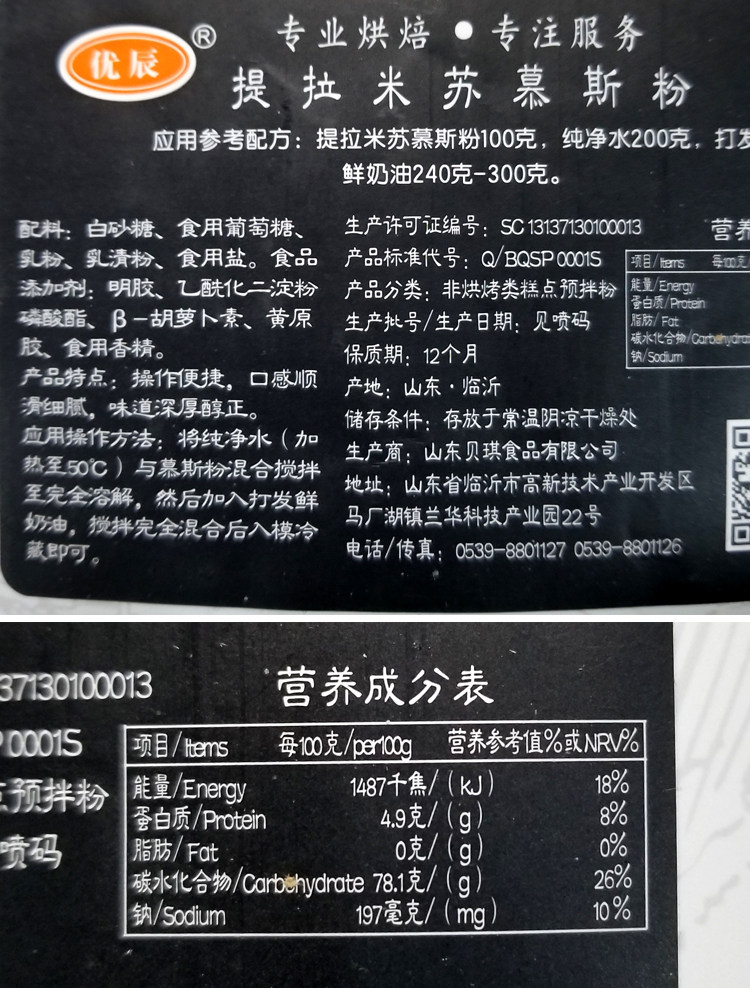 优辰®
专业烘焙 ● 专注服务
提拉米苏慕斯粉
应用参考配方：提拉米苏慕斯粉100克，纯净水200克，打发
鲜奶油240克-300克。
配料：白砂糖、食用葡萄糖、
乳粉、乳清粉、食用盐。食品
添加剂：明胶、乙酰化二淀粉
磷酸酯、β-胡萝卜素、黄原
胶、食用香精。
产品特点：操作便捷，口感顺
滑细腻，味道深厚醇正。
应用操作方法：将纯净水（加
热至50℃）与慕斯粉混合搅拌
至完全溶解，然后加入打发鲜
奶油，搅拌完全混合后入模冷
藏即可。
生产许可证编号：SC13137130100013
产品标准代号：Q/BQSP 0001S
产品分类：非烘烤类糕点预拌粉
生产批号/生产日期：见喷码
保质期：12个月
产地：山东·临沂
储存条件：存放于常温阴凉干燥处
生产商：山东贝琪食品有限公司
地址：山东省临沂市高新技术产业开发区
马厂湖镇兰华科技产业园22号
电话/传真：0539-8801127 0539-8801126
营养
项目/Items 每100克/
能量/Energy
蛋白质/Protein
脂肪/Fat
碳水化合物/Carbohydrate
钠/Sodium
37130100013
P 0001S
点预拌粉
喷码
营养成分表
项目/Items 每100克/per100g 营养参考值%或NRV%
能量/Energy 1487千焦/（kJ） 18%
蛋白质/Protein 4.9克/（g） 8%
脂肪/Fat 0克/（g） 0%
碳水化合物/Carbohydrate 78.1克/（g） 26%
钠/Sodium 197毫克/（mg） 10%